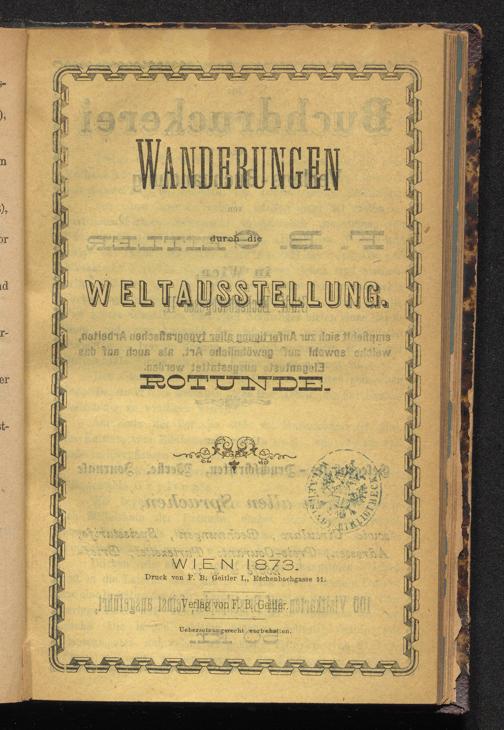 WANDERUNGEN
durch die
WELTAUSSTELLUNG.
ROTUNDE.
WIEN 1873.
Druck von F. B. Geitler I., Eschenbachgasse 11.
Verlag von F. B. Geitler.
Uebersetzungsrecht vorbehalten.